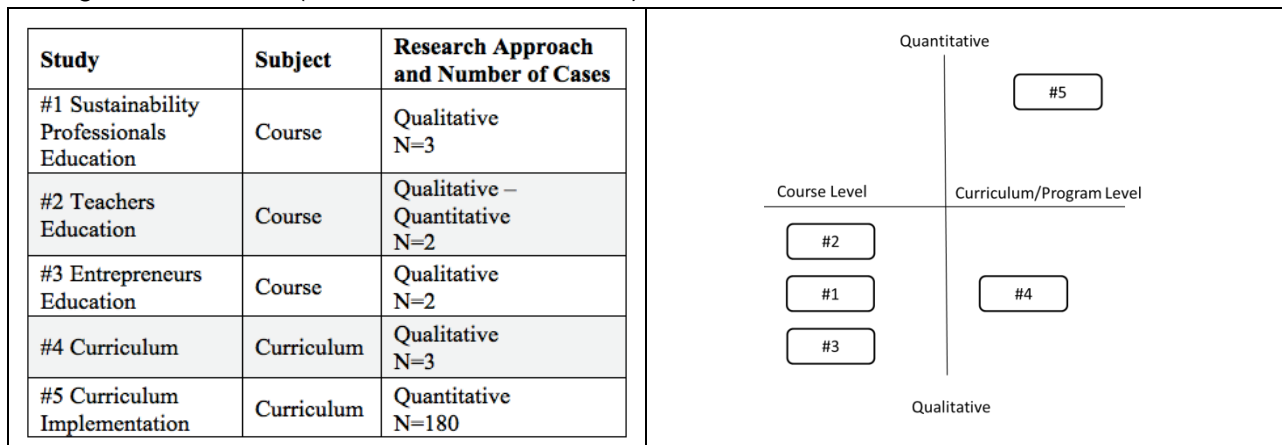 Study
Subject
Research Approach
and Number of Cases
#1 Sustainability
Professionals
Education
Course
Qualitative
N=3
#2 Teachers
Education
Course
Qualitative –
Quantitative
N=2
#3 Entrepreneurs
Education
Course
Qualitative
N=2
#4 Curriculum
Curriculum
Qualitative
N=3
#5 Curriculum
Implementation
Curriculum
Quantitative
N=180
Quantitative
#5
Course Level
Curriculum/Program Level
#2
#1
#4
#3
Qualitative